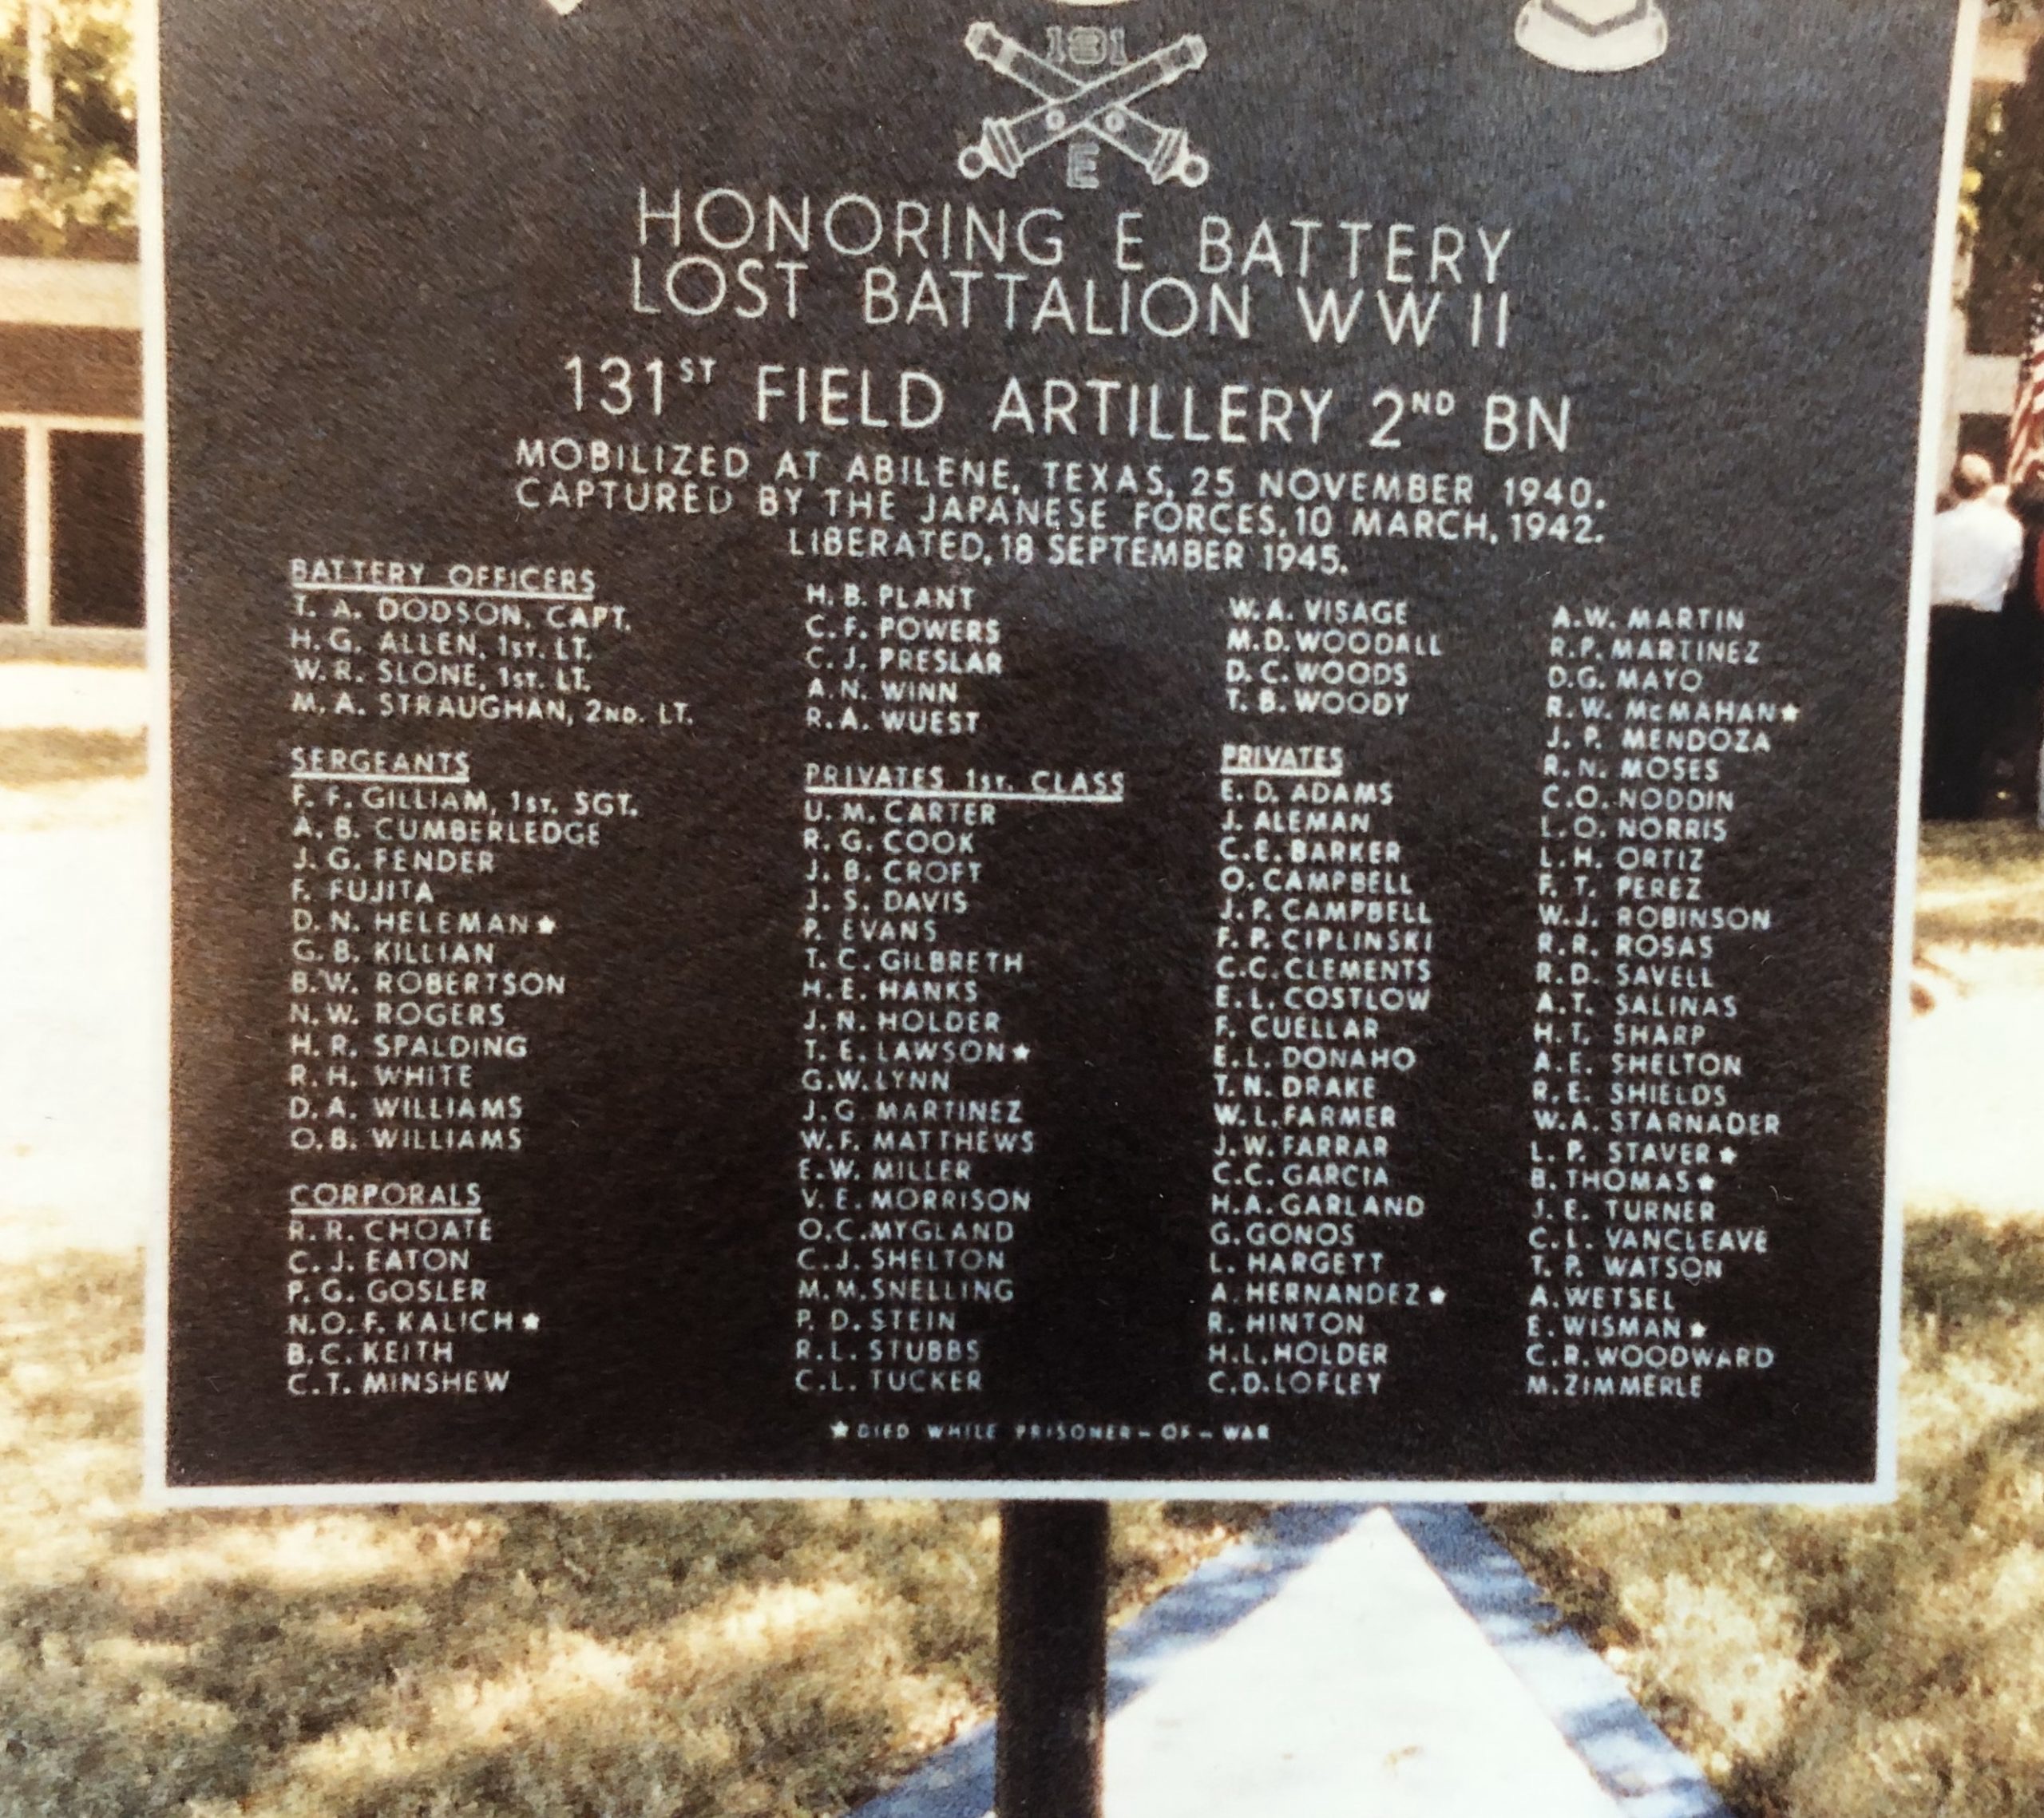 131
E
HONORING E BATTERY
LOST BATTALION WW II
131ST FIELD ARTILLERY 2ND BN
MOBILIZED AT ABILENE, TEXAS, 25 NOVEMBER 1940.
CAPTURED BY THE JAPANESE FORCES, 10 MARCH, 1942.
LIBERATED, 18 SEPTEMBER 1945.
BATTERY OFFICERS
T. A. DODSON, CAPT.
H. G. ALLEN, 1ST. LT.
W. R. SLONE, 1ST. LT.
M. A. STRAUGHAN, 2ND. LT.
SERGEANTS
F. F. GILLIAM, 1ST. SGT.
A. B. CUMBERLEDGE
J. G. FENDER
F. FUJITA
D. N. HELEMAN★
G. B. KILLIAN
B. W. ROBERTSON
N. W. ROGERS
H. R. SPALDING
R. H. WHITE
D. A. WILLIAMS
O. B. WILLIAMS
CORPORALS
R. R. CHOATE
C. J. EATON
P. G. GOSLER
N. O. F. KALICH★
B. C. KEITH
C. T. MINSHEW
H. B. PLANT
C. F. POWERS
C. J. PRESLAR
A. N. WINN
R. A. WUEST
PRIVATES 1ST. CLASS
U. M. CARTER
R. G. COOK
J. B. CROFT
J. S. DAVIS
P. EVANS
T. C. GILBRETH
H. E. HANKS
J. N. HOLDER
T. E. LAWSON★
G. W. LYNN
J. G. MARTINEZ
W. F. MATTHEWS
E. W. MILLER
V. E. MORRISON
O. C. MYGLAND
C. J. SHELTON
M. M. SNELLING
P. D. STEIN
R. L. STUBBS
C. L. TUCKER
W. A. VISAGE
M. D. WOODALL
D. C. WOODS
T. B. WOODY
PRIVATES
E. D. ADAMS
J. ALEMAN
C. E. BARKER
O. CAMPBELL
J. P. CAMPBELL
F. P. CIPLINSKI
C. C. CLEMENTS
E. L. COSTLOW
F. CUELLAR
E. L. DONAHO
T. N. DRAKE
W. L. FARMER
J. W. FARRAR
C. C. GARCIA
H. A. GARLAND
G. GONOS
L. HARGETT
A. HERNANDEZ★
R. HINTON
H. L. HOLDER
C. D. LOFLEY
A. W. MARTIN
R. P. MARTINEZ
D. G. MAYO
R. W. McMAHAN★
J. P. MENDOZA
R. N. MOSES
C. O. NODDIN
L. O. NORRIS
L. H. ORTIZ
F. T. PEREZ
W. J. ROBINSON
R. R. ROSAS
R. D. SAVELL
A. T. SALINAS
H. T. SHARP
A. E. SHELTON
R. E. SHIELDS
W. A. STARNADER
L. P. STAVER★
B. THOMAS★
J. E. TURNER
C. L. VANCLEAVE
T. P. WATSON
A. WETSEL
E. WISMAN★
C. R. WOODWARD
M. ZIMMERLE
★DIED WHILE PRISONER-OF-WAR